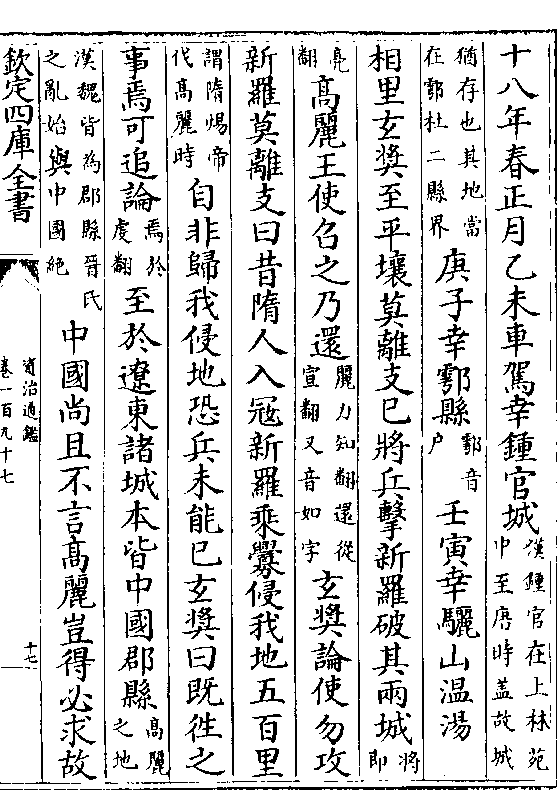 十八年春正月乙未車駕幸鍾官城漢鍾官在上林苑中至唐時蓋故城
猶存也其地當在鄠杜二縣界庚子幸鄠縣鄠音户壬寅幸驪山温湯
相里玄奬至平壤莫離支已將兵擊新羅破其兩城將即
亮翻高麗王使召之乃還麗力知翻還從宣翻又音如字玄奬諭使勿攻
新羅莫離支曰昔隋人入冦新羅乘釁侵我地五百里
謂隋煬帝代高麗時自非歸我侵地恐兵未能已玄奬曰既徃之
事焉可追論焉於虔翻至於遼東諸城本皆中國郡縣高麗之地
漢魏皆為郡縣晉氏之亂始與中國絶中國尚且不言高麗豈得必求故
欽定四庫全書
資治通鑑
卷一百九十七
十七